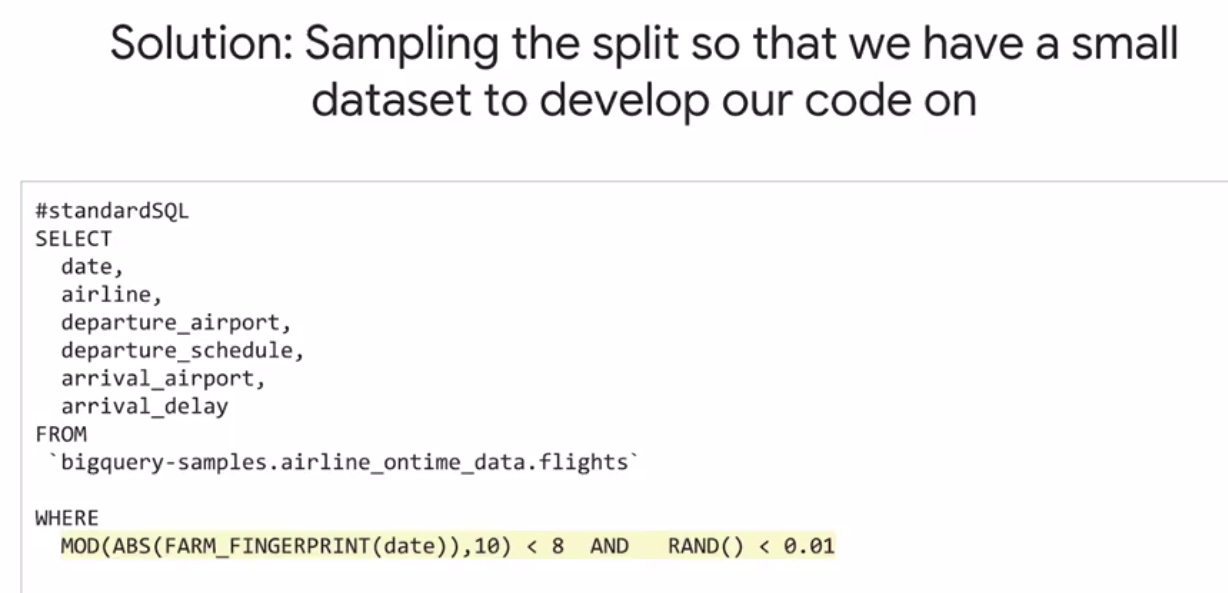 Solution: Sampling the split so that we have a small
dataset to develop our code on
#standardSQL
SELECT
date,
airline,
departure_airport,
departure_schedule,
arrival_airport,
arrival_delay
FROM
`bigquery-samples.airline_ontime_data.flights`
WHERE
MOD(ABS(FARM_FINGERPRINT(date)),10) < 8 AND RAND() < 0.01